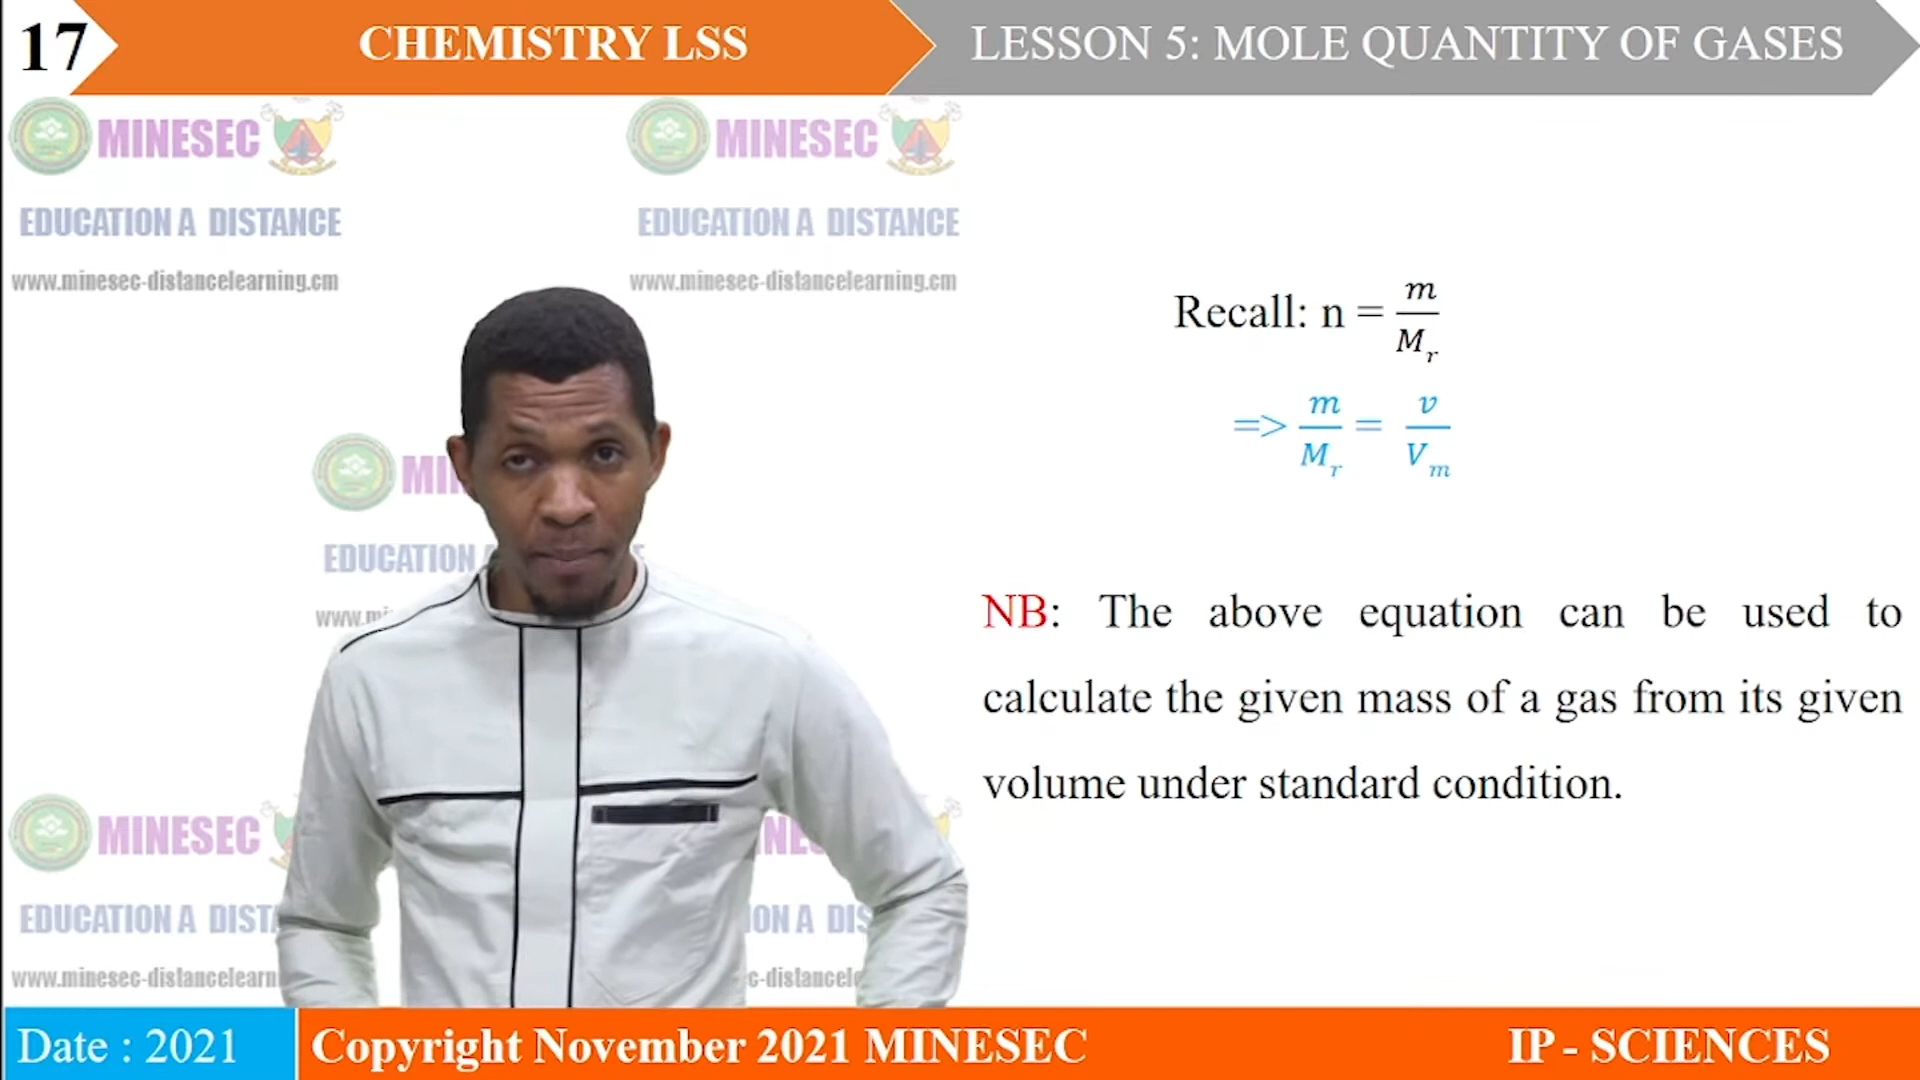 17
CHEMISTRY LSS
LESSON 5: MOLE QUANTITY OF GASES
MINESEC
MINESEC
EDUCATION A DISTANCE
EDUCATION A DISTANCE
www.minesec-distancelearning.cm
www.minesec-distancelearning.cm
Recall: n = m/M_r
=> m/M_r = v/V_m
EDUCATION
NB: The above equation can be used to
calculate the given mass of a gas from its given
volume under standard condition.
MINESEC
EDUCATION A
Date : 2021
Copyright November 2021 MINESEC
IP - SCIENCES